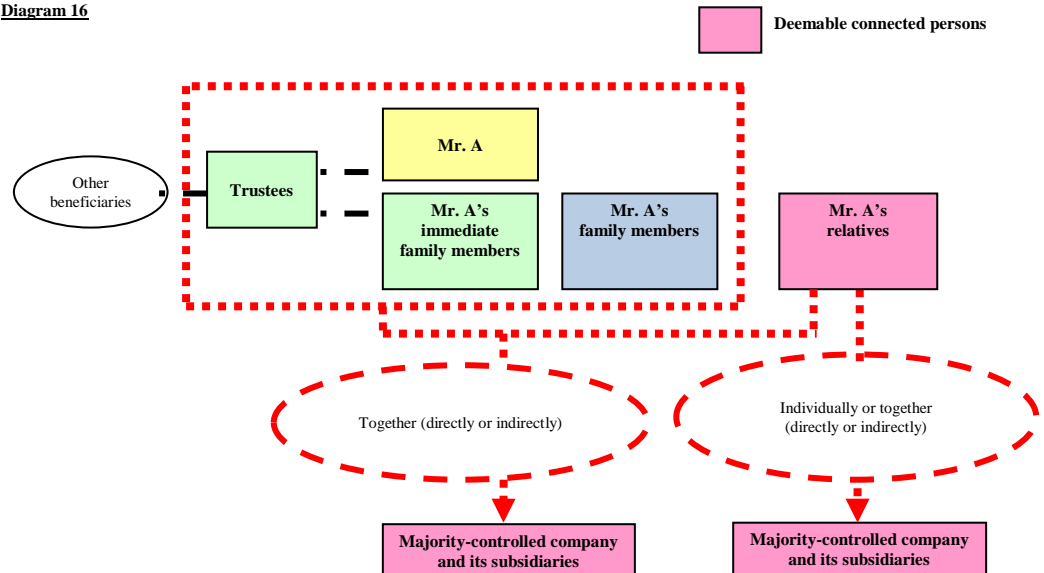 Diagram 16
Deemable connected persons
Mr. A
Other
beneficiaries
Trustees
Mr. A’s
immediate
family members
Mr. A’s
family members
Mr. A’s
relatives
Together (directly or indirectly)
Individually or together
(directly or indirectly)
Majority-controlled company
and its subsidiaries
Majority-controlled company
and its subsidiaries